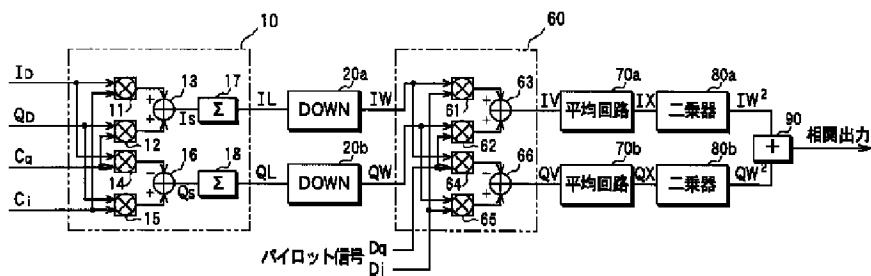 10
60
ID
QD
Cq
Ci
11
12
14
15
13
16
Is
Qs
17
Σ
18
Σ
IL
QL
20a
DOWN
20b
DOWN
IW
QW
61
62
64
65
63
66
IV
QV
70a
平均回路
70b
平均回路
IX
QX
80a
二乗器
80b
二乗器
IW²
QW²
90
+
相関出力
パイロット信号 Dq
Di